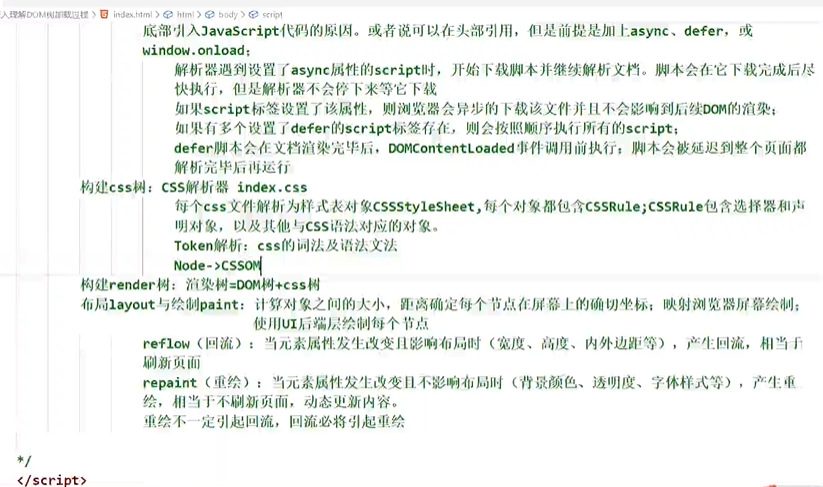 入理解DOM树加载过程 > index.html > html > body > script
底部引入JavaScript代码的原因。或者说可以在头部引用，但是前提是加上async、defer，或
window.onload；
解析器遇到设置了async属性的script时，开始下载脚本并继续解析文档。脚本会在它下载完成后尽
快执行，但是解析器不会停下来等它下载
如果script标签设置了该属性，则浏览器会异步的下载该文件并且不会影响到后续DOM的渲染；
如果有多个设置了defer的script标签存在，则会按照顺序执行所有的script；
defer脚本会在文档渲染完毕后，DOMContentLoaded事件调用前执行；脚本会被延迟到整个页面都
解析完毕后再运行
构建css树：CSS解析器 index.css
每个css文件解析为样式表对象CSSStyleSheet,每个对象都包含CSSRule;CSSRule包含选择器和声
明对象，以及其他与CSS语法对应的对象。
Token解析：css的词法及语法文法
Node->CSSOM
构建render树：渲染树=DOM树+css树
布局layout与绘制paint：计算对象之间的大小，距离确定每个节点在屏幕上的确切坐标；映射浏览器屏幕绘制；
使用UI后端层绘制每个节点
reflow（回流）：当元素属性发生改变且影响布局时（宽度、高度、内外边距等），产生回流，相当于
刷新页面
repaint（重绘）：当元素属性发生改变且不影响布局时（背景颜色、透明度、字体样式等），产生重
绘，相当于不刷新页面，动态更新内容。
重绘不一定引起回流，回流必将引起重绘
*/
</script>